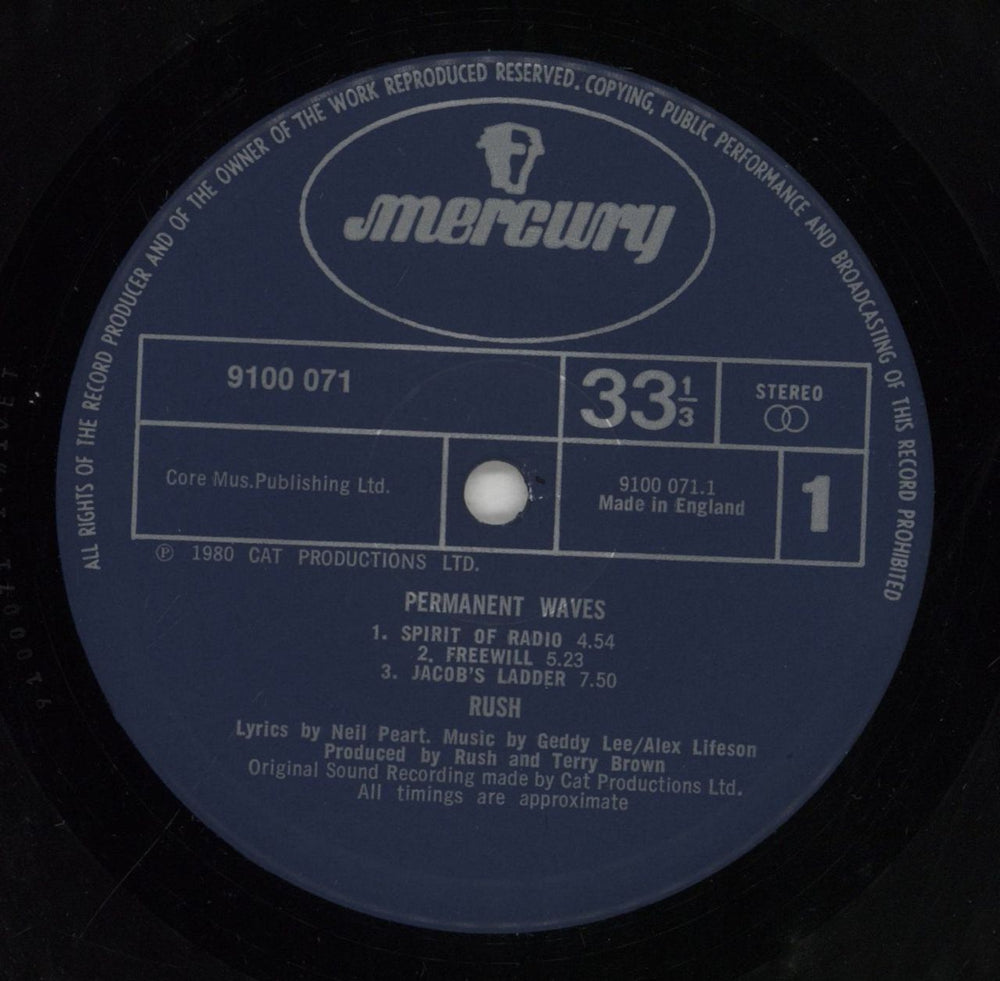 ALL RIGHTS OF THE RECORD PRODUCER AND OF THE OWNER OF THE WORK REPRODUCED RESERVED. COPYING, PUBLIC PERFORMANCE AND BROADCASTING OF THIS RECORD PROHIBITED
mercury
9100 071
33 1/3
STEREO
Core Mus.Publishing Ltd.
9100 071.1
Made in England
1
℗ 1980 CAT PRODUCTIONS LTD.
PERMANENT WAVES
1. SPIRIT OF RADIO 4.54
2. FREEWILL 5.23
3. JACOB'S LADDER 7.50
RUSH
Lyrics by Neil Peart. Music by Geddy Lee/Alex Lifeson
Produced by Rush and Terry Brown
Original Sound Recording made by Cat Productions Ltd.
All timings are approximate